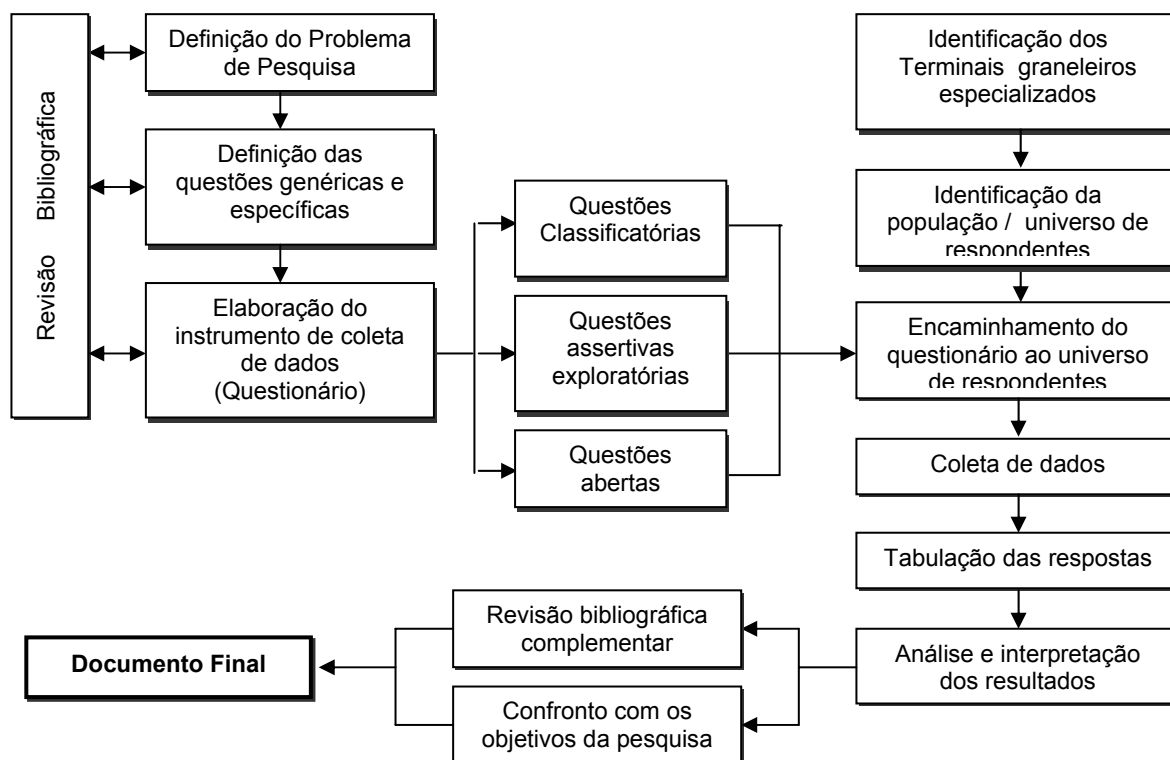 Revisão Bibliográfica
Definição do Problema
de Pesquisa
Definição das
questões genéricas e
específicas
Elaboração do
instrumento de coleta
de dados
(Questionário)
Questões
Classificatórias
Questões
assertivas
exploratórias
Questões
abertas
Identificação dos
Terminais graneleiros
especializados
Identificação da
população / universo de
respondentes
Encaminhamento do
questionário ao universo
de respondentes
Coleta de dados
Tabulação das respostas
Análise e interpretação
dos resultados
Revisão bibliográfica
complementar
Confronto com os
objetivos da pesquisa
Documento Final